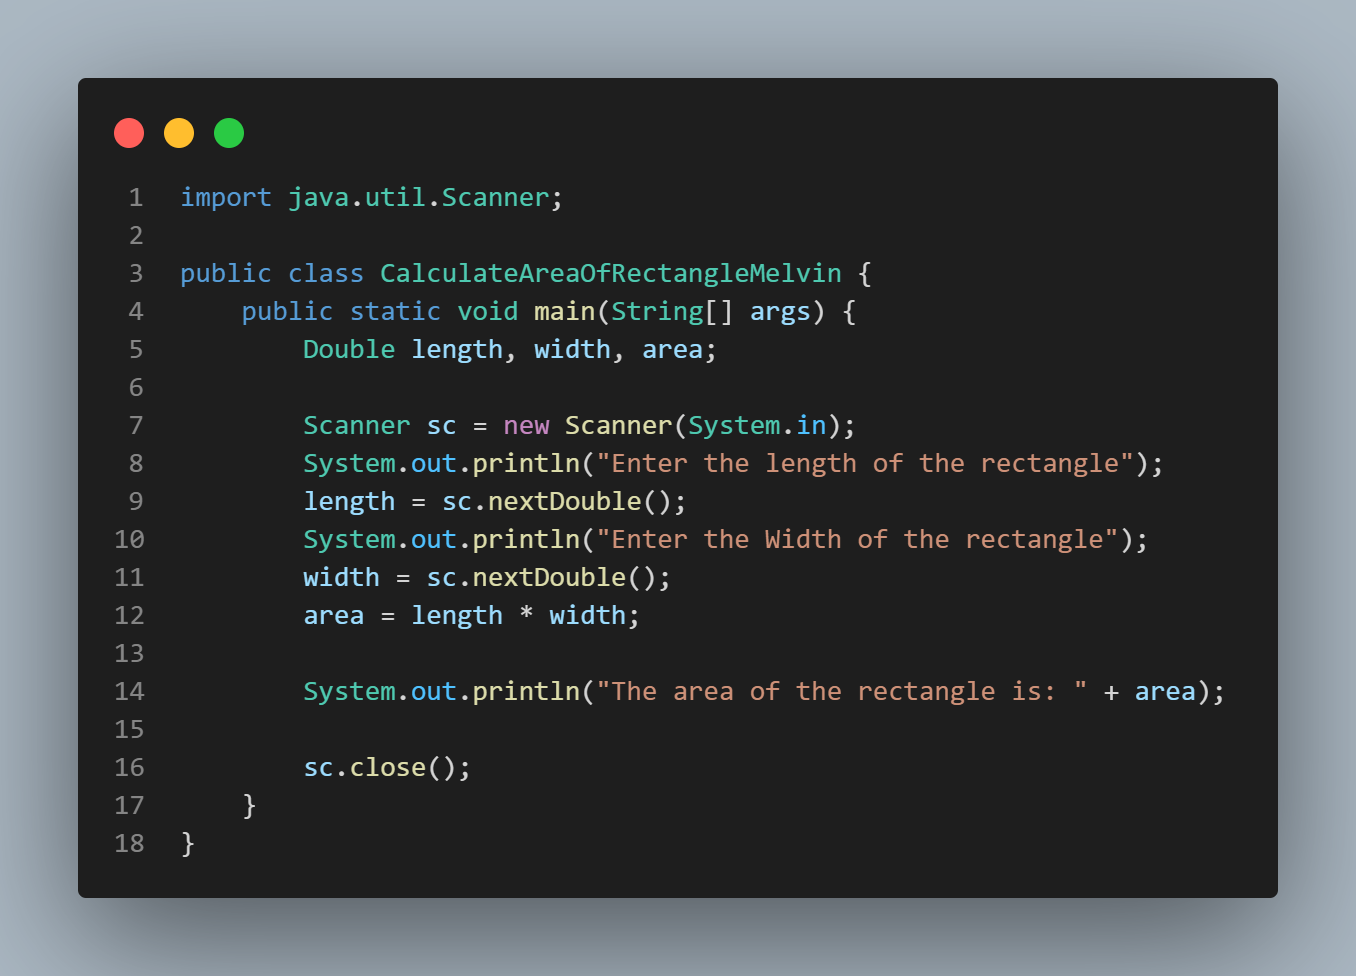 1 import java.util.Scanner;
2
3 public class CalculateAreaOfRectangleMelvin {
4     public static void main(String[] args) {
5         Double length, width, area;
6
7         Scanner sc = new Scanner(System.in);
8         System.out.println("Enter the length of the rectangle");
9         length = sc.nextDouble();
10         System.out.println("Enter the Width of the rectangle");
11         width = sc.nextDouble();
12         area = length * width;
13
14         System.out.println("The area of the rectangle is: " + area);
15
16         sc.close();
17     }
18 }